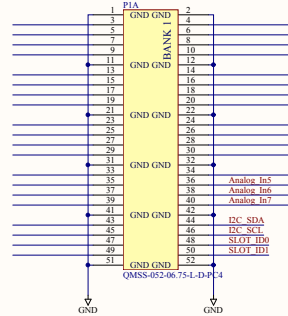 P1A
1 GND GND 2
3 4
5 6
7 8
9 10
11 GND GND 12
13 14
15 16
17 18
19 20
21 GND GND 22
23 24
25 26
27 28
29 30
31 GND GND 32
33 34
35 36 Analog_In5
37 38 Analog_In6
39 40 Analog_In7
41 GND GND 42
43 44 I2C_SDA
45 46 I2C_SCL
47 48 SLOT_ID0
49 50 SLOT_ID1
51 GND GND 52
BANK 1
QMSS-052-06.75-L-D-PC4
GND GND